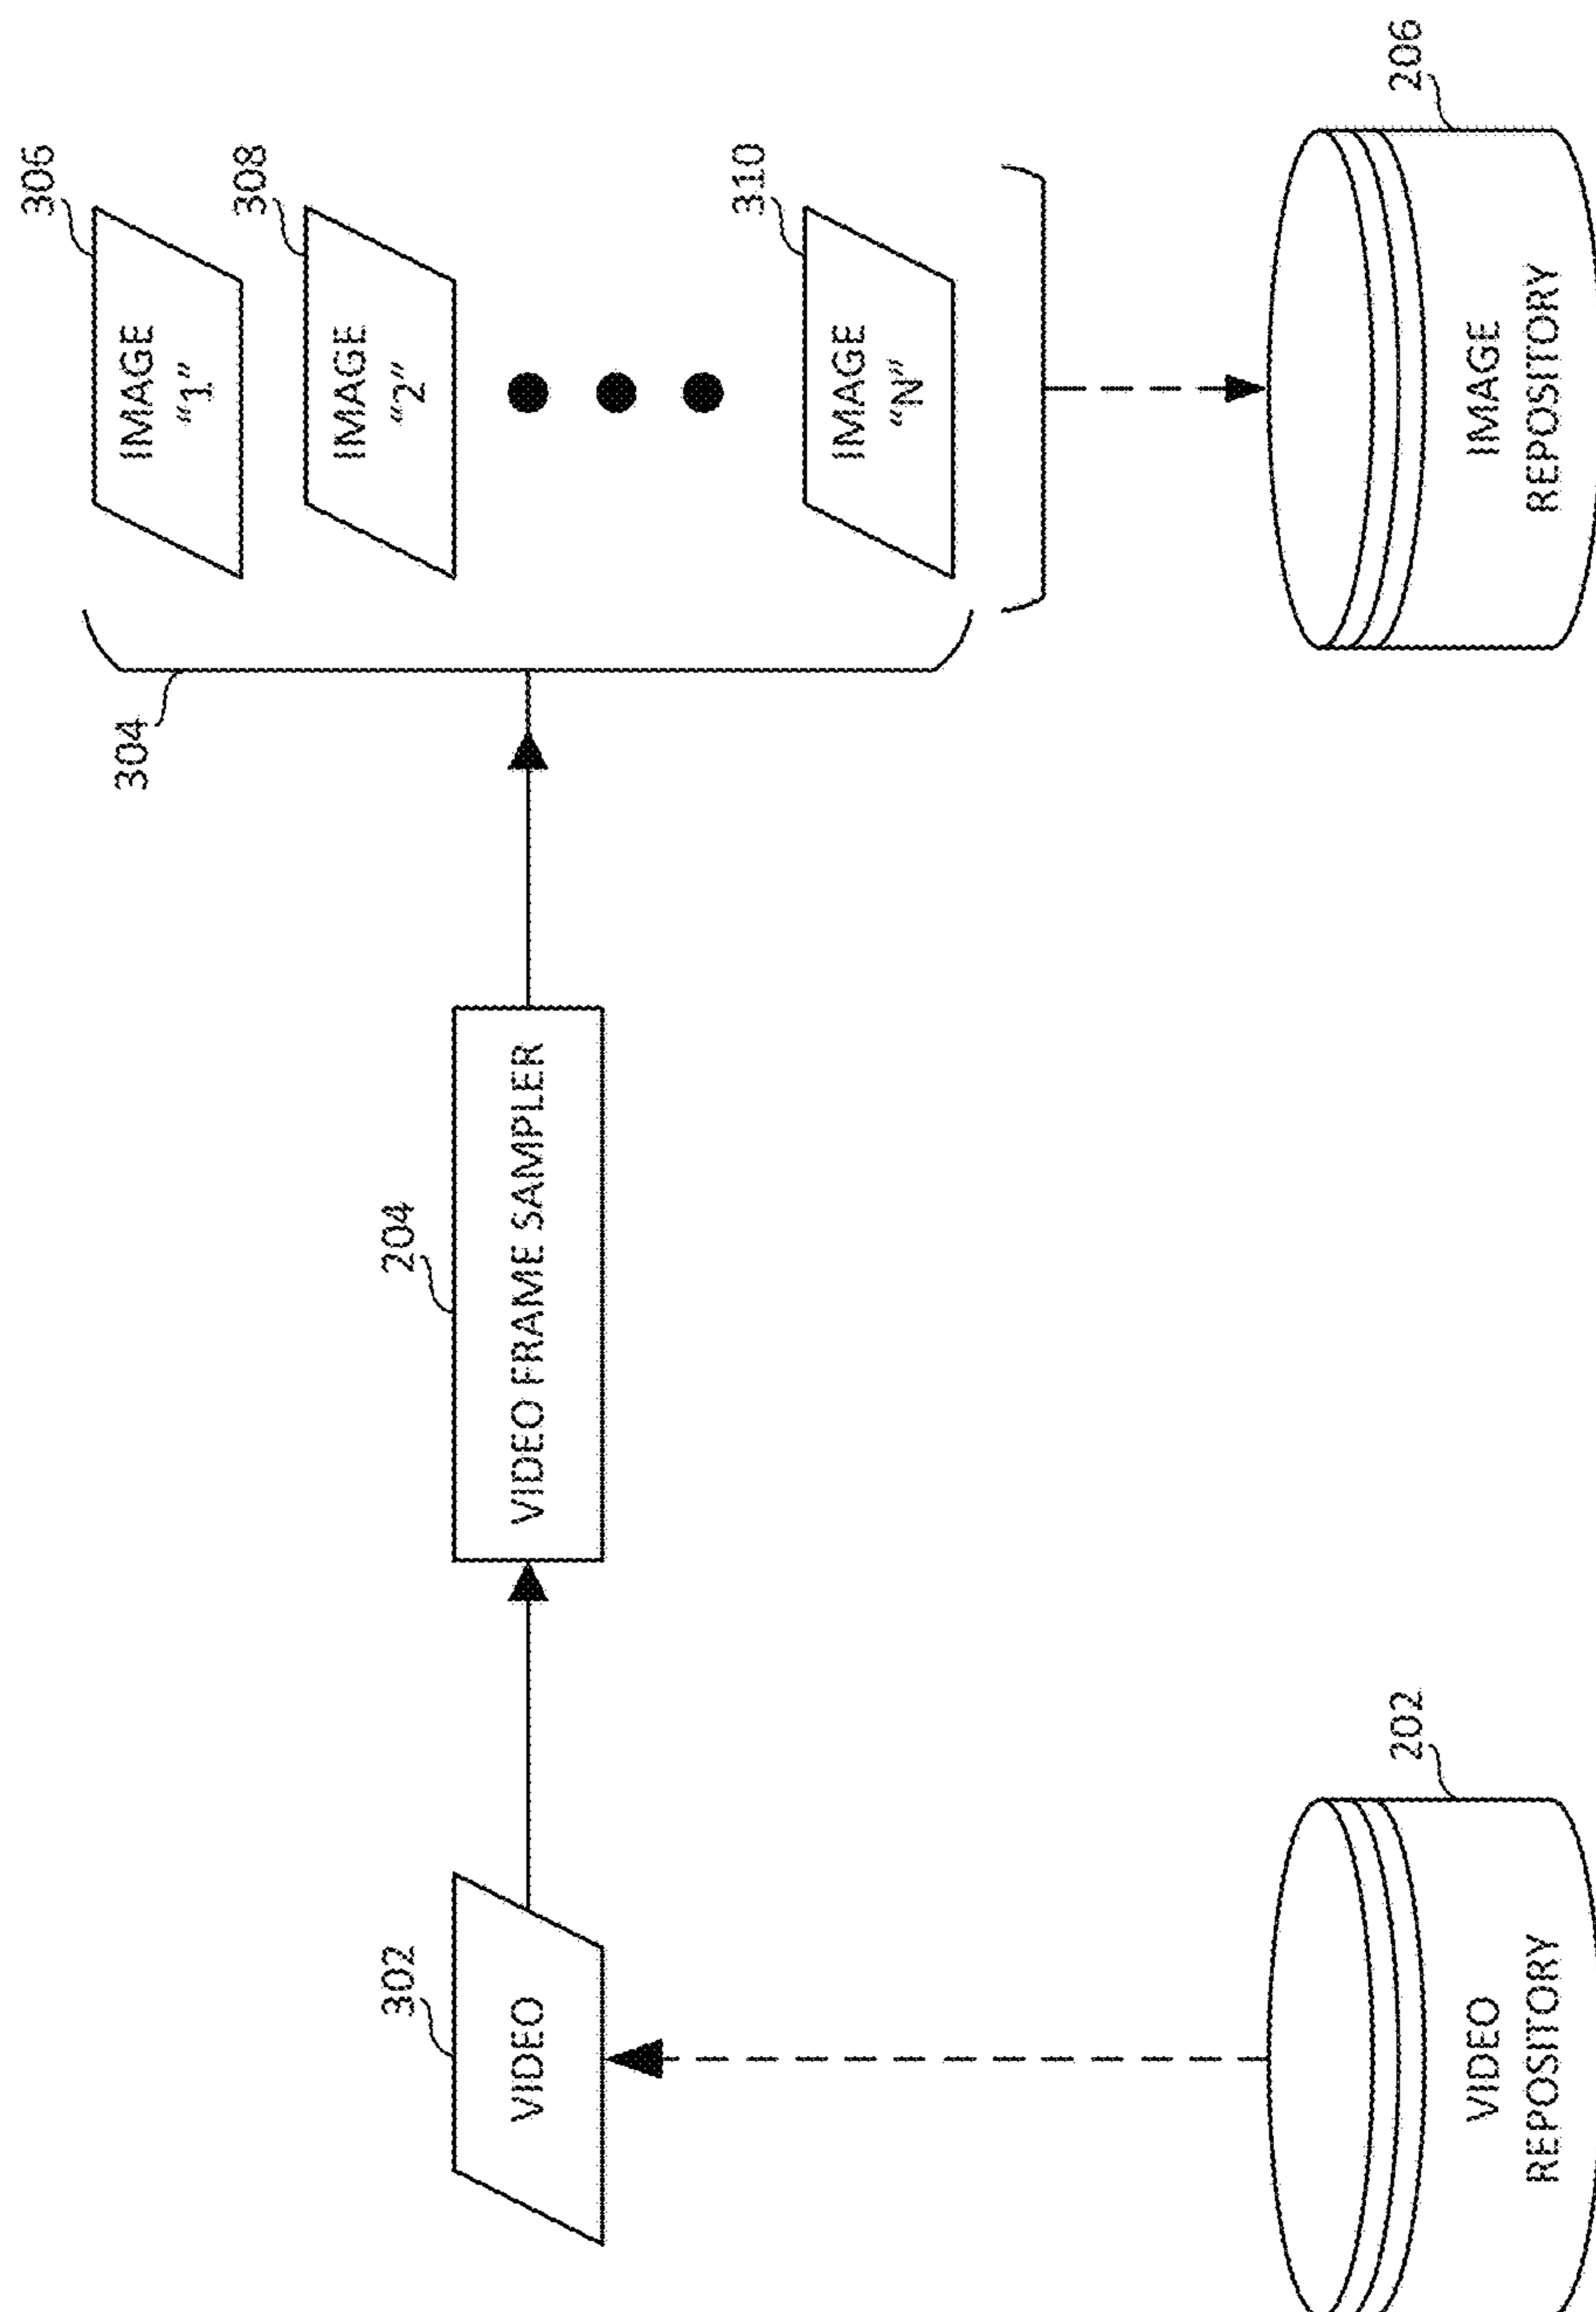 306
IMAGE
“1”
308
IMAGE
“2”
304
310
IMAGE
“N”
302
VIDEO
204
VIDEO FRAME SAMPLER
202
VIDEO
REPOSITORY
206
IMAGE
REPOSITORY